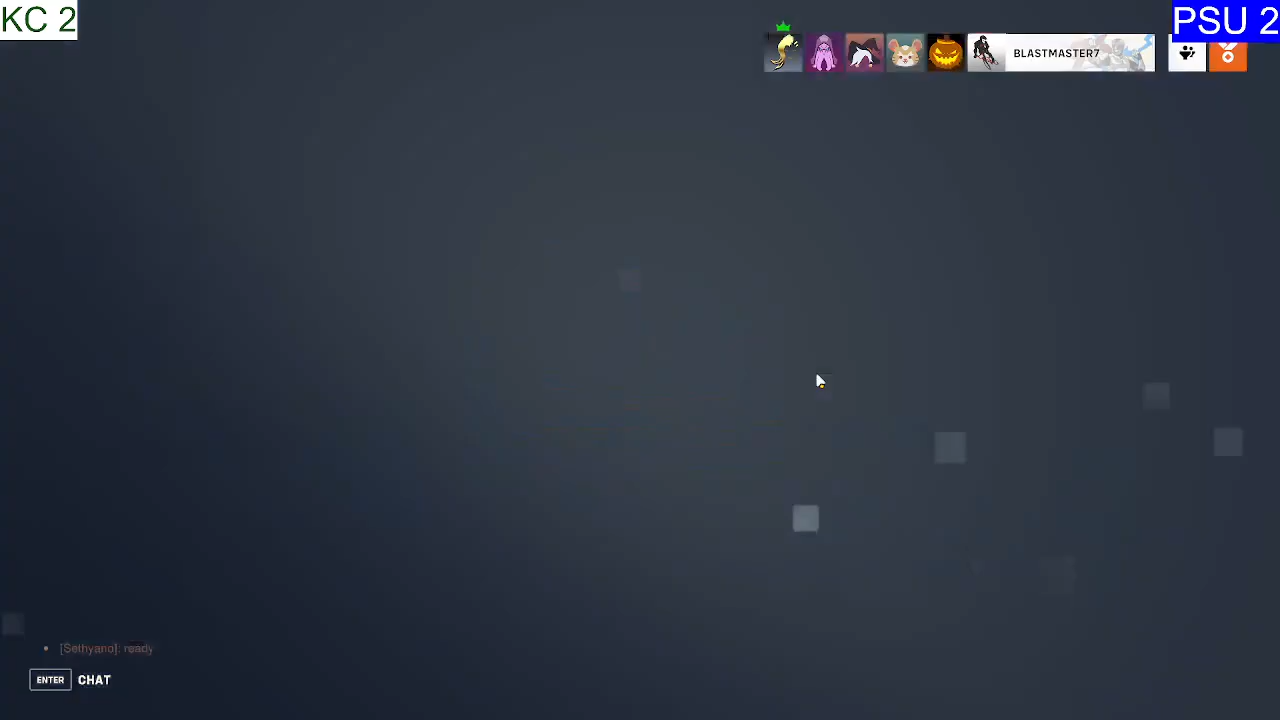 KC 2
PSU 2
BLASTMASTER7
[Sethyano]: ready
ENTER CHAT